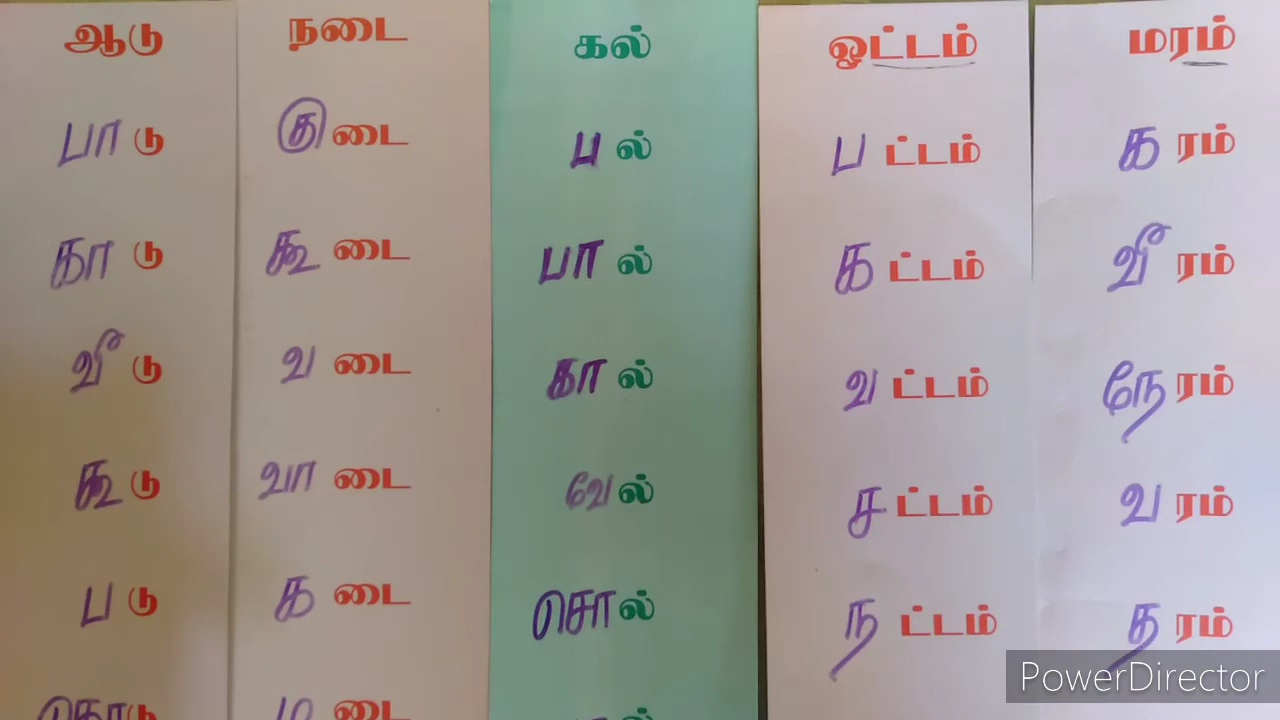 ஆடு நடை கல் ஓட்டம் மரம்
பாடு குடை பல் பட்டம் கரம்
காடு கூடை பால் கட்டம் வீரம்
வீடு வடை கால் வட்டம் நேரம்
கூடு வாடை வேல் சட்டம் வரம்
படு கடை சொல் நட்டம் தரம்
PowerDirector